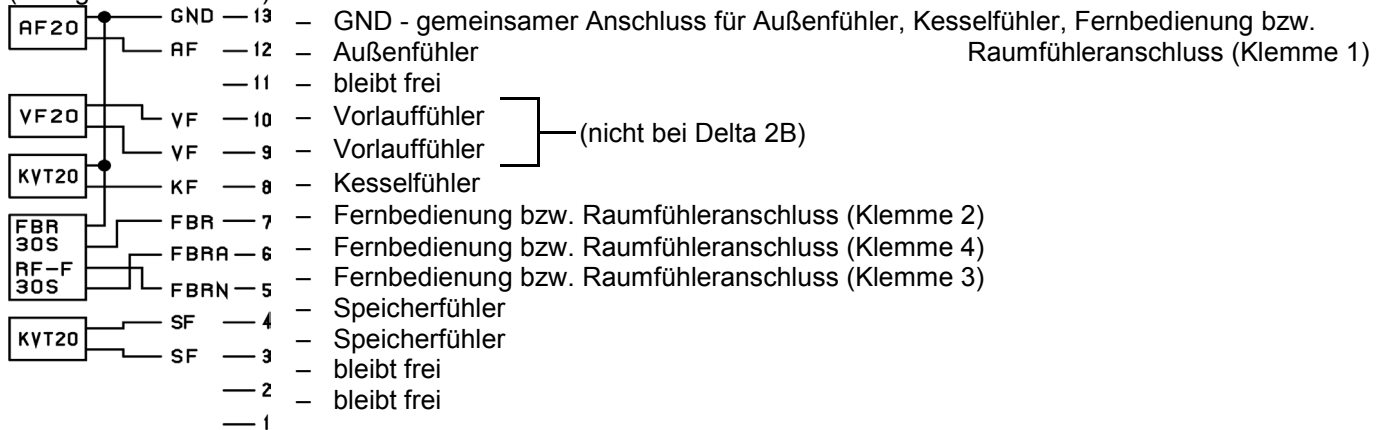 AF20 GND 13 – GND - gemeinsamer Anschluss für Außenfühler, Kesselfühler, Fernbedienung bzw.
AF 12 – Außenfühler Raumfühleranschluss (Klemme 1)
11 – bleibt frei
VF20 VF 10 – Vorlauffühler
(nicht bei Delta 2B)
VF 9 – Vorlauffühler
KVT20 KF 8 – Kesselfühler
FBR 30S FBR 7 – Fernbedienung bzw. Raumfühleranschluss (Klemme 2)
FBRA 6 – Fernbedienung bzw. Raumfühleranschluss (Klemme 4)
RF-F 30S FBRN 5 – Fernbedienung bzw. Raumfühleranschluss (Klemme 3)
SF 4 – Speicherfühler
KVT20 SF 3 – Speicherfühler
2 – bleibt frei
1 – bleibt frei